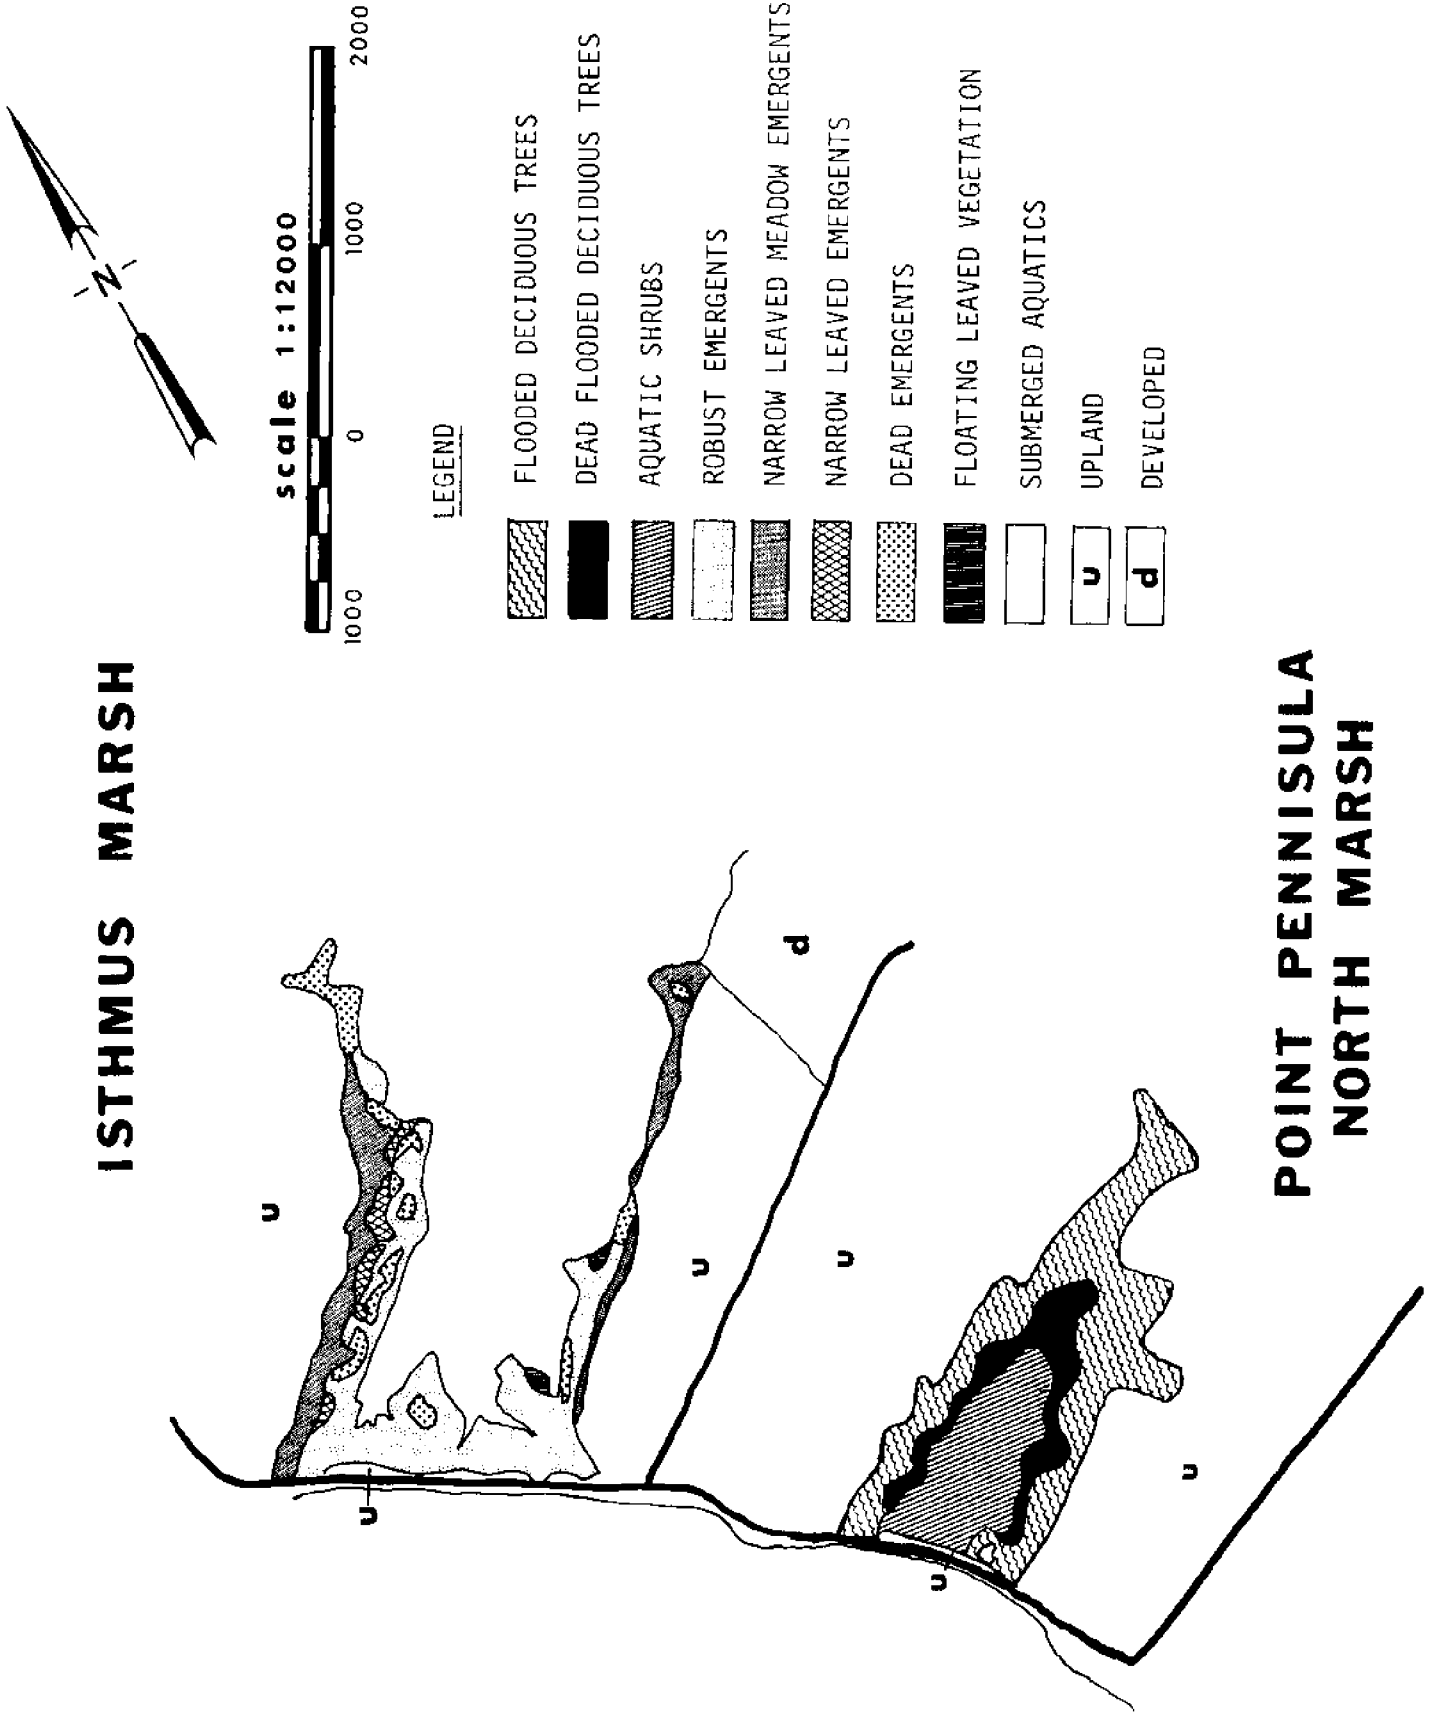 ISTHMUS MARSH
N
scale 1:12000
1000 0 1000 2000
LEGEND
FLOODED DECIDUOUS TREES
DEAD FLOODED DECIDUOUS TREES
AQUATIC SHRUBS
ROBUST EMERGENTS
NARROW LEAVED MEADOW EMERGENTS
NARROW LEAVED EMERGENTS
DEAD EMERGENTS
FLOATING LEAVED VEGETATION
SUBMERGED AQUATICS
u UPLAND
d DEVELOPED
u
u
d
u
u
u
u
POINT PENNISULA
NORTH MARSH